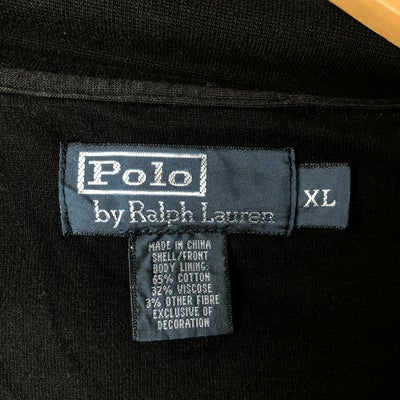 Polo
by Ralph Lauren
XL
MADE IN CHINA
SHELL/FRONT
BODY LINING:
65% COTTON
32% VISCOSE
3% OTHER FIBRE
EXCLUSIVE OF
DECORATION